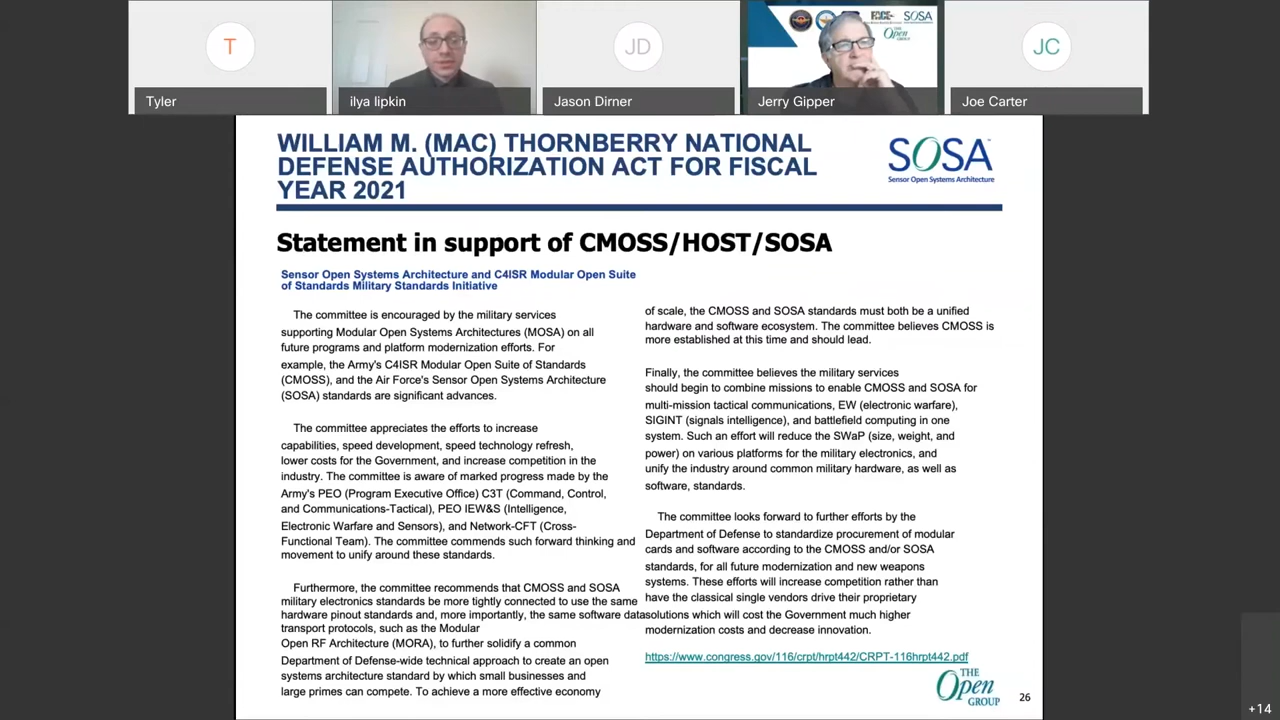 T
Tyler
ilya lipkin
JD
Jason Dirner
FACE
SOSA
The Open GROUP
Jerry Gipper
JC
Joe Carter
WILLIAM M. (MAC) THORNBERRY NATIONAL
DEFENSE AUTHORIZATION ACT FOR FISCAL
YEAR 2021
SOSA
Sensor Open Systems Architecture
Statement in support of CMOSS/HOST/SOSA
Sensor Open Systems Architecture and C4ISR Modular Open Suite
of Standards Military Standards Initiative
The committee is encouraged by the military services
supporting Modular Open Systems Architectures (MOSA) on all
future programs and platform modernization efforts. For
example, the Army's C4ISR Modular Open Suite of Standards
(CMOSS), and the Air Force's Sensor Open Systems Architecture
(SOSA) standards are significant advances.
The committee appreciates the efforts to increase
capabilities, speed development, speed technology refresh,
lower costs for the Government, and increase competition in the
industry. The committee is aware of marked progress made by the
Army's PEO (Program Executive Office) C3T (Command, Control,
and Communications-Tactical), PEO IEW&S (Intelligence,
Electronic Warfare and Sensors), and Network-CFT (Cross-
Functional Team). The committee commends such forward thinking and
movement to unify around these standards.
Furthermore, the committee recommends that CMOSS and SOSA
military electronics standards be more tightly connected to use the same
hardware pinout standards and, more importantly, the same software data
transport protocols, such as the Modular
Open RF Architecture (MORA), to further solidify a common
Department of Defense-wide technical approach to create an open
systems architecture standard by which small businesses and
large primes can compete. To achieve a more effective economy
of scale, the CMOSS and SOSA standards must both be a unified
hardware and software ecosystem. The committee believes CMOSS is
more established at this time and should lead.
Finally, the committee believes the military services
should begin to combine missions to enable CMOSS and SOSA for
multi-mission tactical communications, EW (electronic warfare),
SIGINT (signals intelligence), and battlefield computing in one
system. Such an effort will reduce the SWaP (size, weight, and
power) on various platforms for the military electronics, and
unify the industry around common military hardware, as well as
software, standards.
The committee looks forward to further efforts by the
Department of Defense to standardize procurement of modular
cards and software according to the CMOSS and/or SOSA
standards, for all future modernization and new weapons
systems. These efforts will increase competition rather than
have the classical single vendors drive their proprietary
solutions which will cost the Government much higher
modernization costs and decrease innovation.
https://www.congress.gov/116/crpt/hrpt442/CRPT-116hrpt442.pdf
THE
Open
GROUP
26
+14